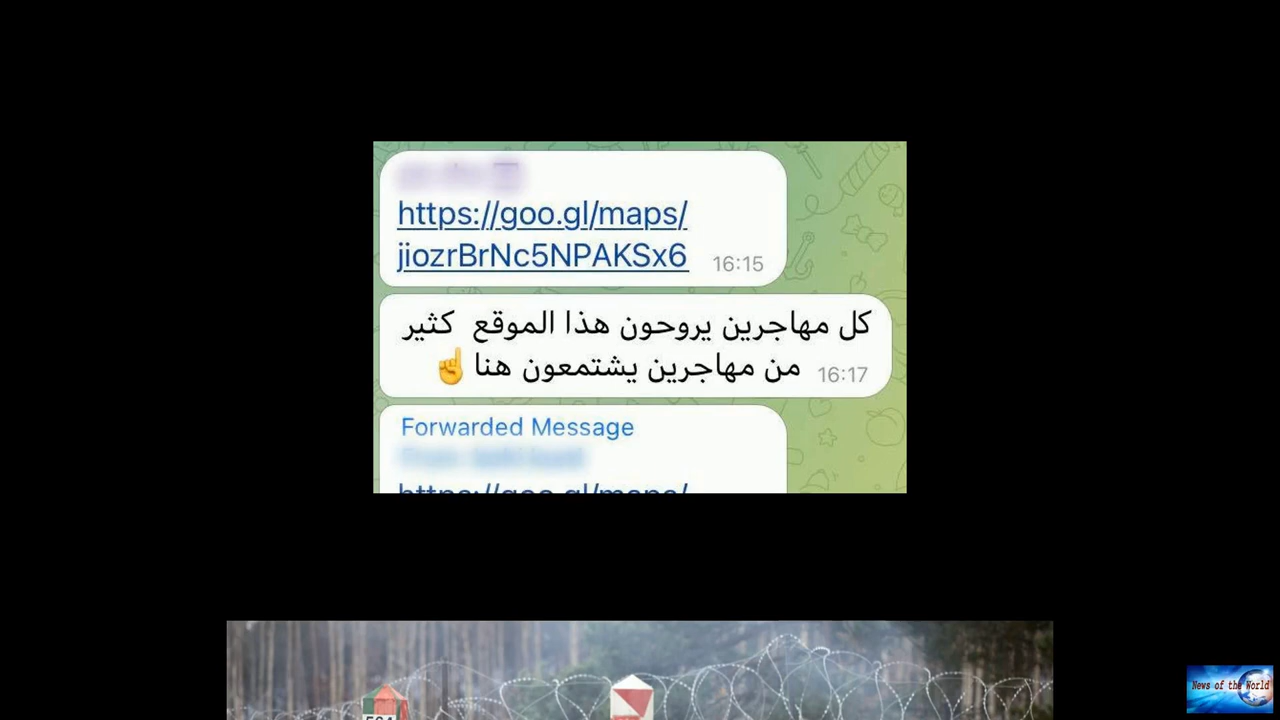 https://goo.gl/maps/
jiozrBrNc5NPAKSx6 16:15
كل مهاجرين يروحون هذا الموقع كثير
من مهاجرين يشتمعون هنا☝️ 16:17
Forwarded Message
https://goo.gl/maps/
News of the World